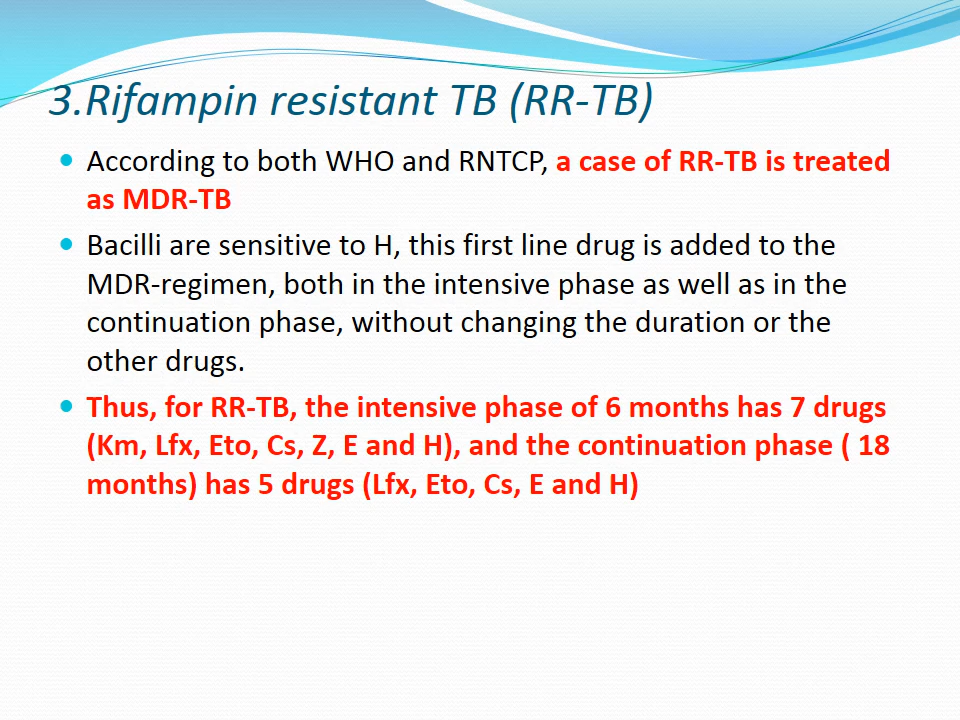 3.Rifampin resistant TB (RR-TB)
• According to both WHO and RNTCP, a case of RR-TB is treated
as MDR-TB
• Bacilli are sensitive to H, this first line drug is added to the
MDR-regimen, both in the intensive phase as well as in the
continuation phase, without changing the duration or the
other drugs.
• Thus, for RR-TB, the intensive phase of 6 months has 7 drugs
(Km, Lfx, Eto, Cs, Z, E and H), and the continuation phase ( 18
months) has 5 drugs (Lfx, Eto, Cs, E and H)